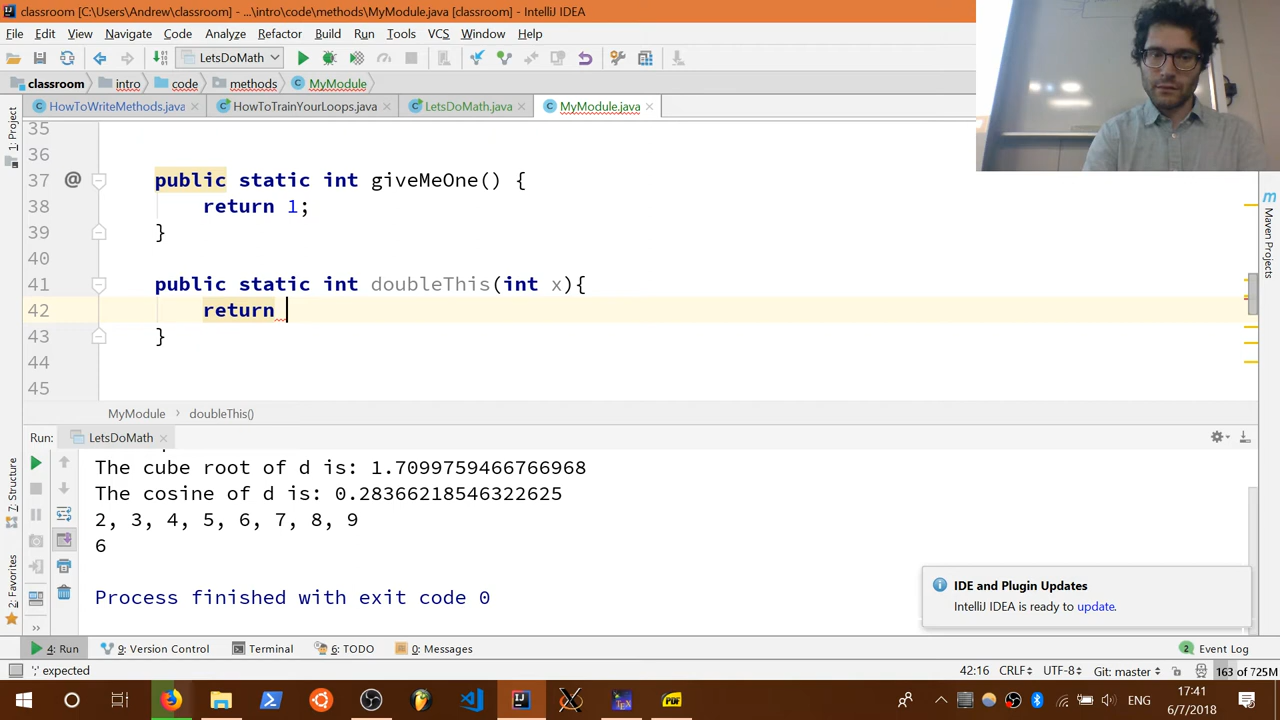 classroom [C:\Users\Andrew\classroom] - ...\intro\code\methods\MyModule.java [classroom] - IntelliJ IDEA
File Edit View Navigate Code Analyze Refactor Build Run Tools VCS Window Help
LetsDoMath
classroom intro code methods MyModule
HowToWriteMethods.java HowToTrainYourLoops.java LetsDoMath.java MyModule.java
1: Project
Maven Projects
35
36
37 @ public static int giveMeOne() {
38 return 1;
39 }
40
41 public static int doubleThis(int x){
42 return
43 }
44
45
MyModule > doubleThis()
Run: LetsDoMath
The cube root of d is: 1.7099759466766968
The cosine of d is: 0.28366218546322625
2, 3, 4, 5, 6, 7, 8, 9
6
Process finished with exit code 0
Z: Structure
2: Favorites
IDE and Plugin Updates
IntelliJ IDEA is ready to update.
4: Run 9: Version Control Terminal 6: TODO 0: Messages 2 Event Log
';' expected 42:16 CRLF UTF-8 Git: master 163 of 725M
ENG 17:41
6/7/2018